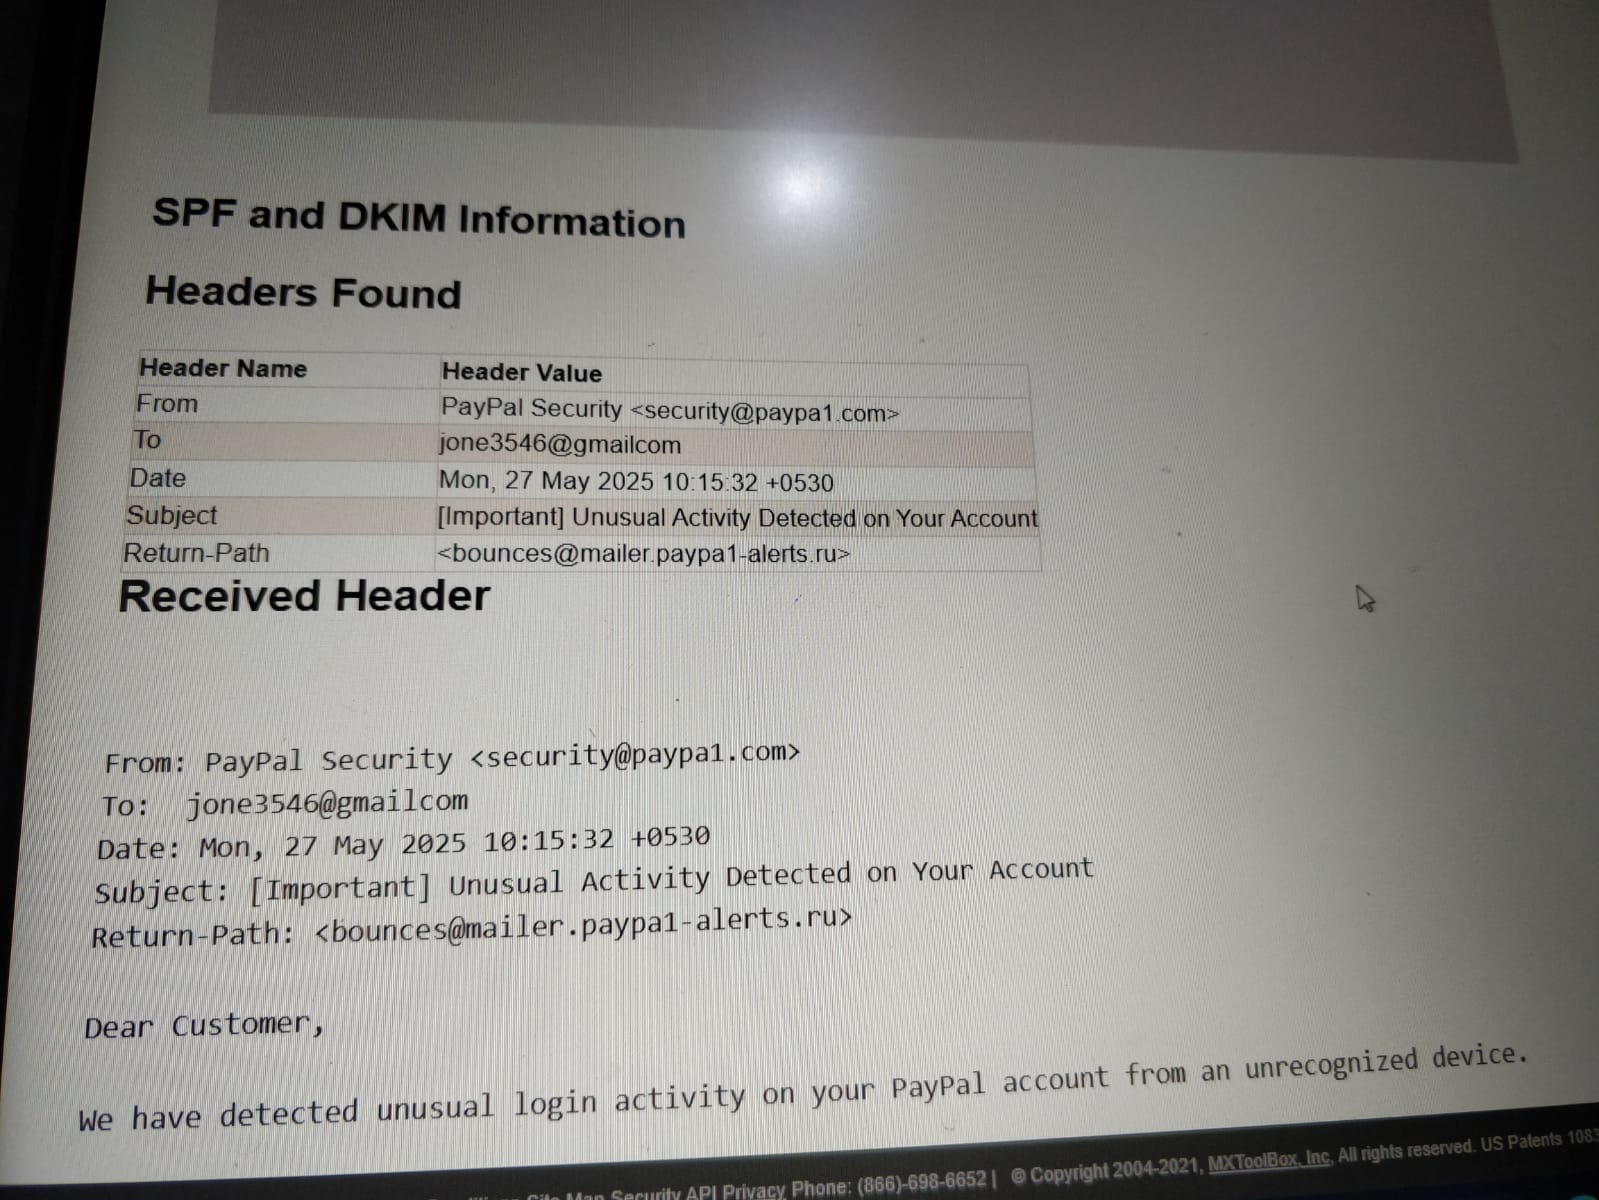 SPF and DKIM Information
Headers Found
Header Name Header Value
From PayPal Security <security@paypa1.com>
To jone3546@gmailcom
Date Mon, 27 May 2025 10:15:32 +0530
Subject [Important] Unusual Activity Detected on Your Account
Return-Path <bounces@mailer.paypa1-alerts.ru>
Received Header
From: PayPal Security <security@paypa1.com>
To: jone3546@gmailcom
Date: Mon, 27 May 2025 10:15:32 +0530
Subject: [Important] Unusual Activity Detected on Your Account
Return-Path: <bounces@mailer.paypa1-alerts.ru>
Dear Customer,
We have detected unusual login activity on your PayPal account from an unrecognized device.
Site Map Security API Privacy Phone: (866)-698-6652 | © Copyright 2004-2021, MXToolBox, Inc, All rights reserved. US Patents